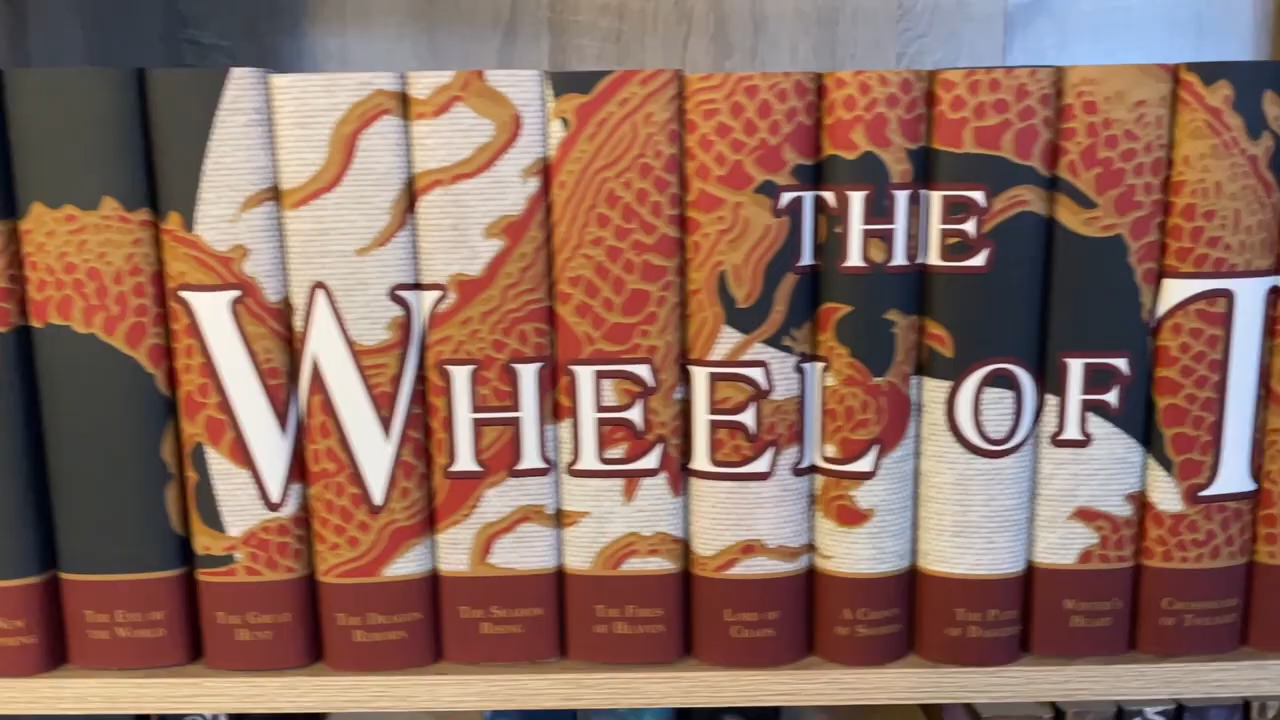 THE
WHEEL OF T
THE EYE OF
THE WORLD
THE GREAT
HUNT
THE DRAGON
REBORN
THE SHADOW
RISING
THE FIRES
OF HEAVEN
LORD OF
CHAOS
A CROWN
OF SWORDS
THE PATH
OF DAGGERS
WINTER'S
HEART
CROSSROADS
OF TWILIGHT